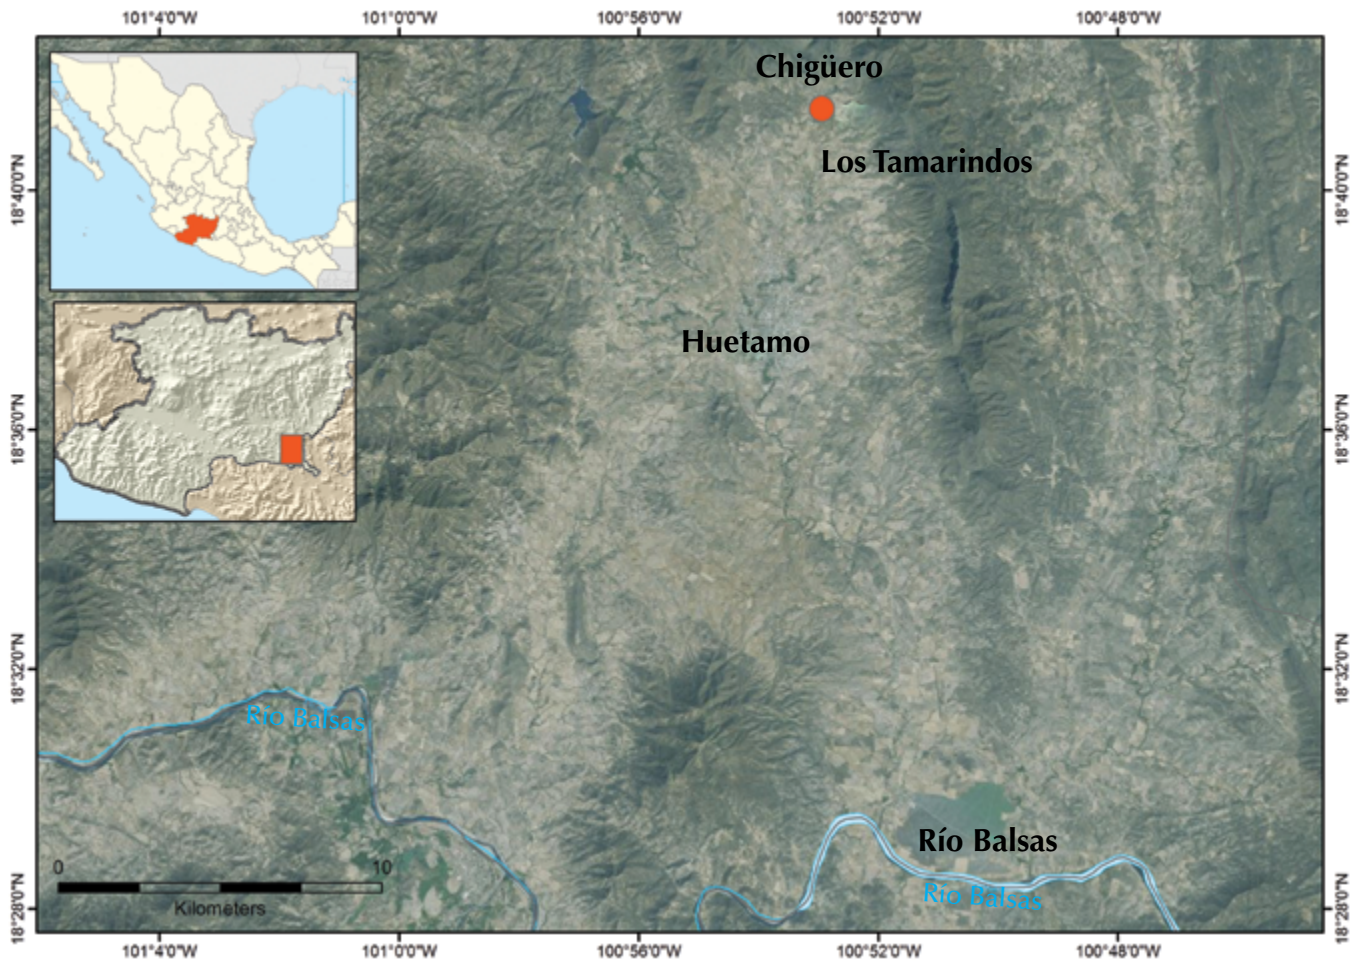 101°4'0"W 101°0'0"W 100°56'0"W 100°52'0"W 100°48'0"W
Chigüero
Los Tamarindos
18°40'0"N 18°40'0"N
Huetamo
18°36'0"N 18°36'0"N
18°32'0"N 18°32'0"N
Río Balsas
Río Balsas
Río Balsas
0 10
Kilometers
18°28'0"N 18°28'0"N
101°4'0"W 101°0'0"W 100°56'0"W 100°52'0"W 100°48'0"W